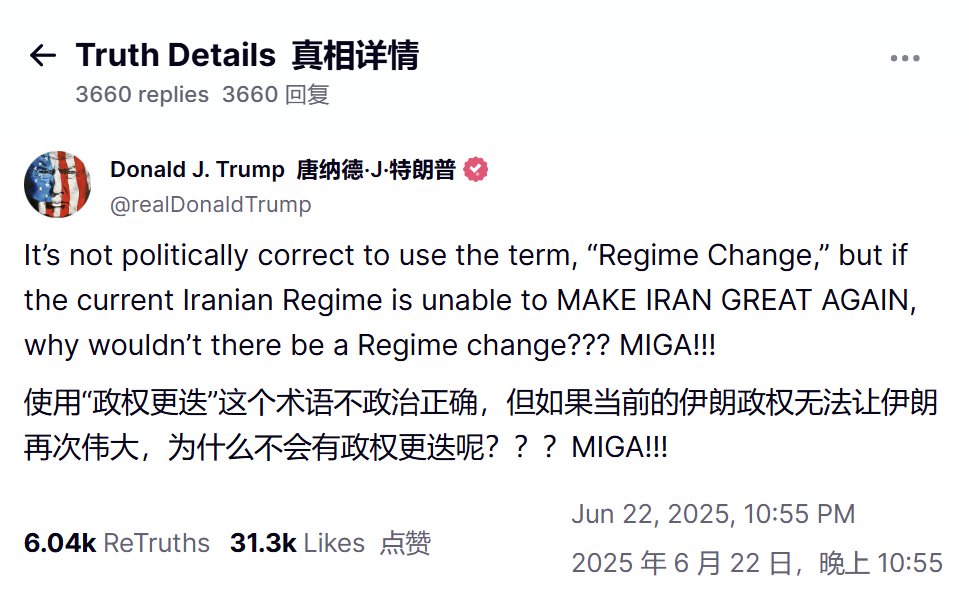 Truth Details 真相详情
3660 replies 3660 回复
Donald J. Trump 唐纳德·J·特朗普
@realDonaldTrump
It’s not politically correct to use the term, “Regime Change,” but if
the current Iranian Regime is unable to MAKE IRAN GREAT AGAIN,
why wouldn’t there be a Regime change??? MIGA!!!
使用“政权更迭”这个术语不政治正确，但如果当前的伊朗政权无法让伊朗
再次伟大，为什么不会有政权更迭呢？？？MIGA!!!
6.04k ReTruths 31.3k Likes 点赞
Jun 22, 2025, 10:55 PM
2025 年 6 月 22 日，晚上 10:55